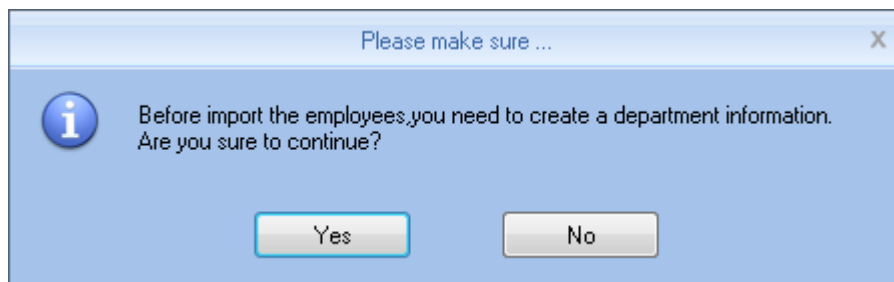 Please make sure ...
X
Before import the employees,you need to create a department information.
Are you sure to continue?
Yes
No